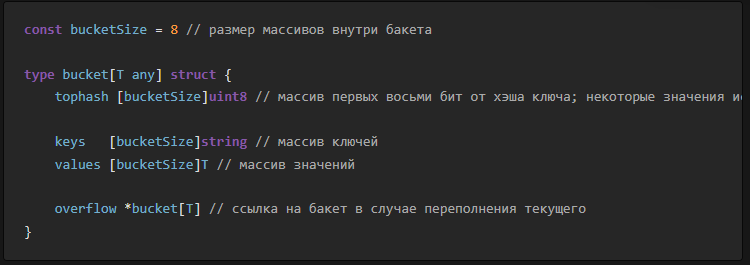 const bucketSize = 8 // размер массивов внутри бакета
type bucket[T any] struct {
tophash [bucketSize]uint8 // массив первых восьми бит от хэша ключа; некоторые значения
keys [bucketSize]string // массив ключей
values [bucketSize]T // массив значений
overflow *bucket[T] // ссылка на бакет в случае переполнения текущего
}